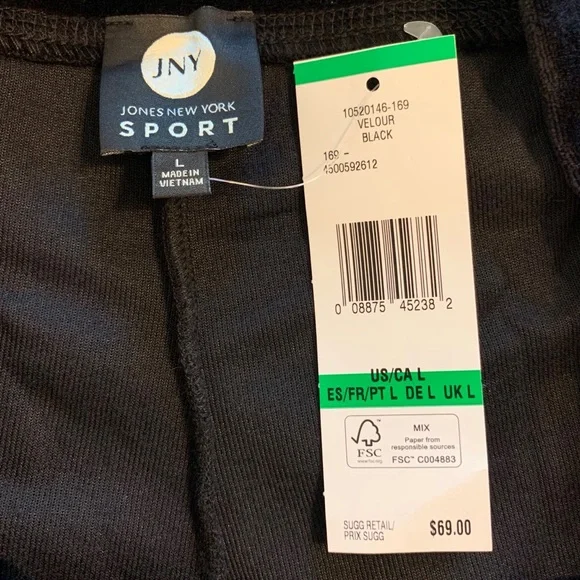 JNY
JONES NEW YORK
SPORT
L
MADE IN
VIETNAM
10520146-169
VELOUR
BLACK
169 -
4500592612
0 08875 45238 2
US/CA L
ES/FR/PT L DE L UK L
FSC
www.fsc.org
MIX
Paper from
responsible sources
FSC™ C004883
SUGG RETAIL/
PRIX SUGG
$69.00